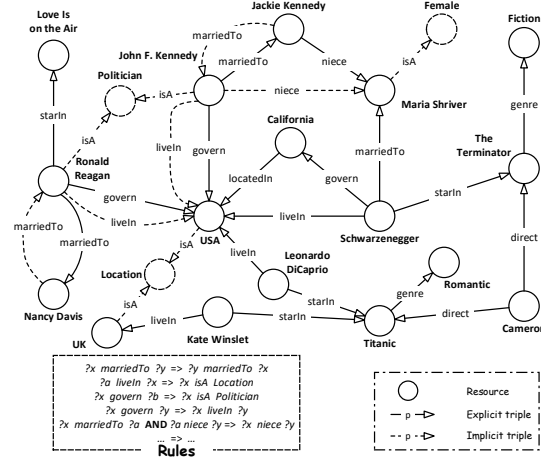 Love Is
on the Air
Jackie Kennedy
Female
Fiction
marriedTo
John F. Kennedy
marriedTo
niece
isA
Politician
isA
niece
Maria Shriver
genre
starIn
isA
California
The
Terminator
liveIn
govern
marriedTo
Ronald
Reagan
locatedIn
govern
govern
starIn
liveIn
liveIn
marriedTo
marriedTo
USA
Schwarzenegger
isA
liveIn
Leonardo
DiCaprio
direct
Location
genre
Romantic
isA
starIn
Nancy Davis
liveIn
starIn
direct
UK
Kate Winslet
Titanic
Cameron
?x marriedTo ?y => ?y marriedTo ?x
?a liveIn ?x => ?x isA Location
?x govern ?b => ?x isA Politician
?x govern ?y => ?x liveIn ?y
?x marriedTo ?a AND ?a niece ?y => ?x niece ?y
... => ...
Rules
Resource
p Explicit triple
p Implicit triple